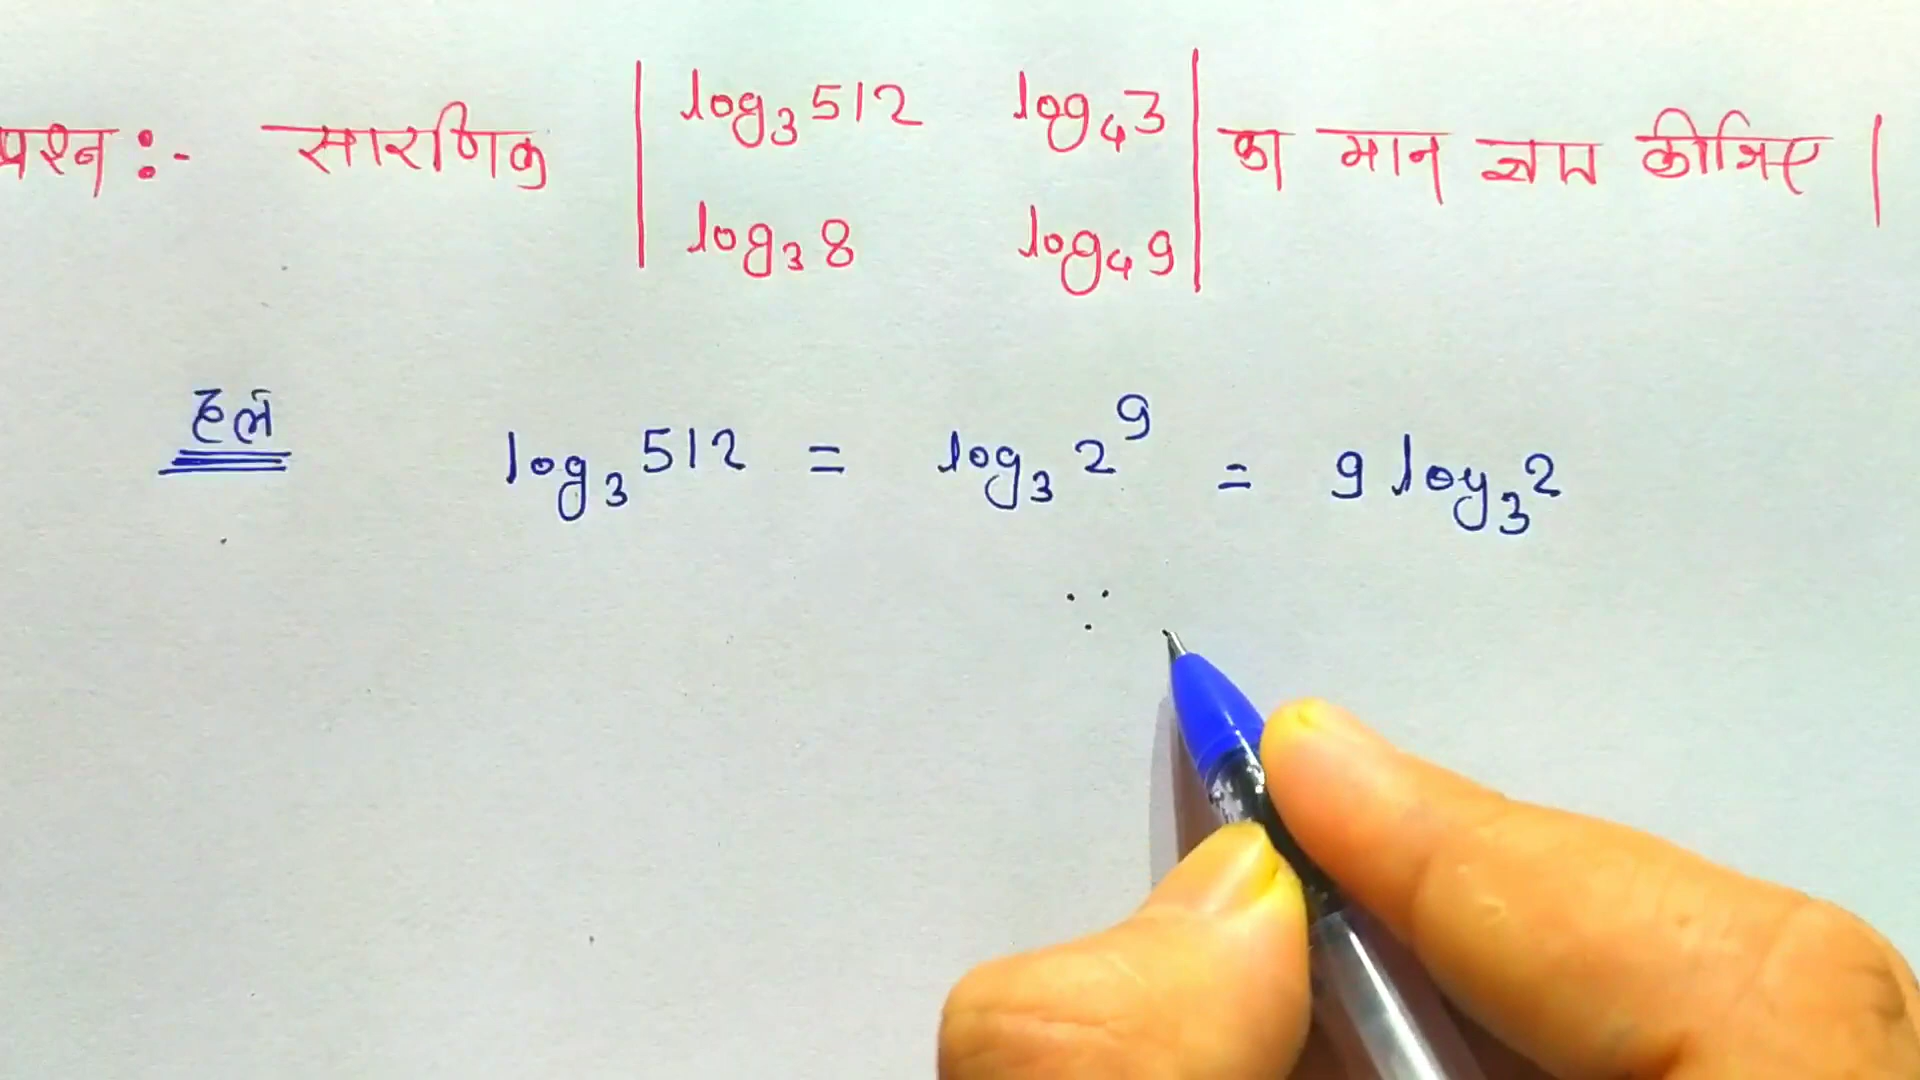 प्रश्न :- सारणिक | log₃512 log₄3 | का मान ज्ञात कीजिए |
| log₃8 log₄9 |
हल log₃512 = log₃2⁹ = 9 log₃2
∵